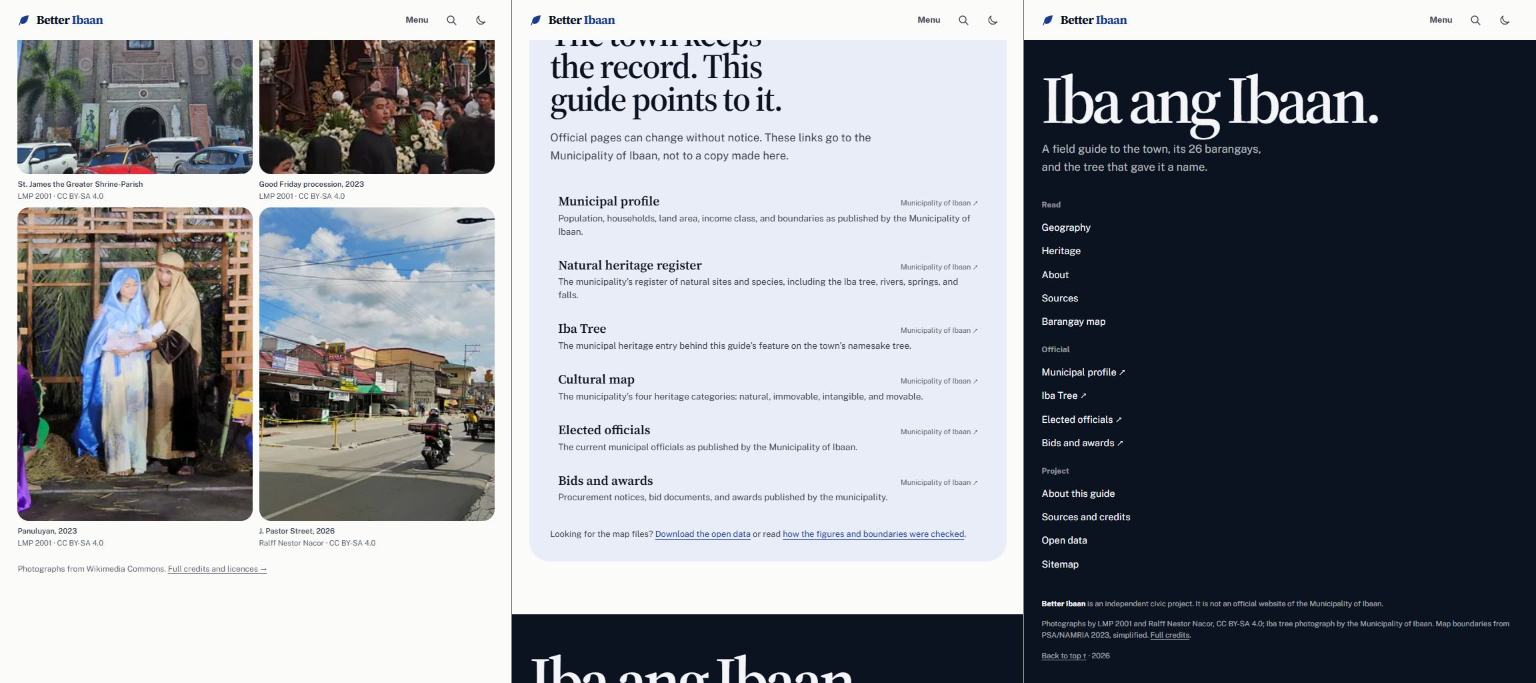 Better Ibaan
Menu
St. James the Greater Shrine-Parish
LMP 2001 · CC BY-SA 4.0
Good Friday procession, 2023
LMP 2001 · CC BY-SA 4.0
Panuluyan, 2023
LMP 2001 · CC BY-SA 4.0
J. Pastor Street, 2026
Ralff Nestor Nacor · CC BY-SA 4.0
Photographs from Wikimedia Commons. Full credits and licences →
Better Ibaan
Menu
The town keeps
the record. This
guide points to it.
Official pages can change without notice. These links go to the
Municipality of Ibaan, not to a copy made here.
Municipal profile
Municipality of Ibaan ↗
Population, households, land area, income class, and boundaries as published by the Municipality of
Ibaan.
Natural heritage register
Municipality of Ibaan ↗
The municipality's register of natural sites and species, including the Iba tree, rivers, springs, and
falls.
Iba Tree
Municipality of Ibaan ↗
The municipal heritage entry behind this guide's feature on the town's namesake tree.
Cultural map
Municipality of Ibaan ↗
The municipality's four heritage categories: natural, immovable, intangible, and movable.
Elected officials
Municipality of Ibaan ↗
The current municipal officials as published by the Municipality of Ibaan.
Bids and awards
Municipality of Ibaan ↗
Procurement notices, bid documents, and awards published by the municipality.
Looking for the map files? Download the open data or read how the figures and boundaries were checked.
Iba ang Ibaan.
Better Ibaan
Menu
Iba ang Ibaan.
A field guide to the town, its 26 barangays,
and the tree that gave it a name.
Read
Geography
Heritage
About
Sources
Barangay map
Official
Municipal profile ↗
Iba Tree ↗
Elected officials ↗
Bids and awards ↗
Project
About this guide
Sources and credits
Open data
Sitemap
Better Ibaan is an independent civic project. It is not an official website of the Municipality of Ibaan.
Photographs by LMP 2001 and Ralff Nestor Nacor, CC BY-SA 4.0; Iba tree photograph by the Municipality of Ibaan. Map boundaries from
PSA/NAMRIA 2023, simplified. Full credits.
Back to top ↑ · 2026